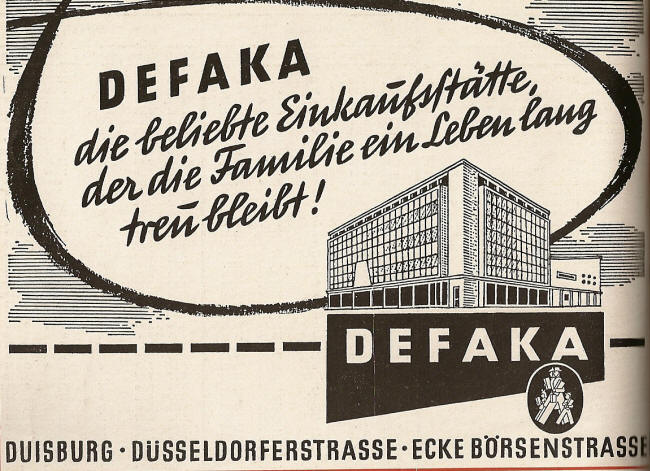 DEFAKA
die beliebte Einkaufsstätte,
der die Familie ein Leben lang
treu bleibt!
DEFAKA
DUISBURG · DÜSSELDORFERSTRASSE · ECKE BÖRSENSTRASSE